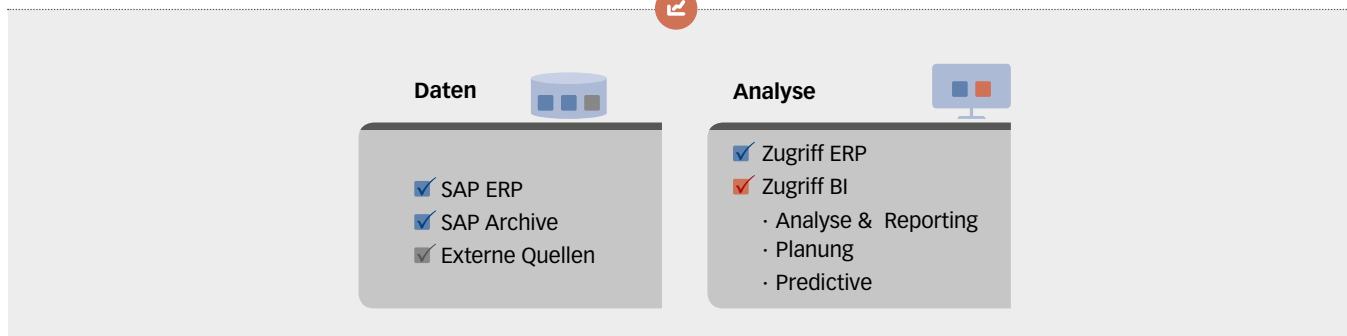 Daten
SAP ERP
SAP Archive
Externe Quellen
Analyse
Zugriff ERP
Zugriff BI
· Analyse & Reporting
· Planung
· Predictive